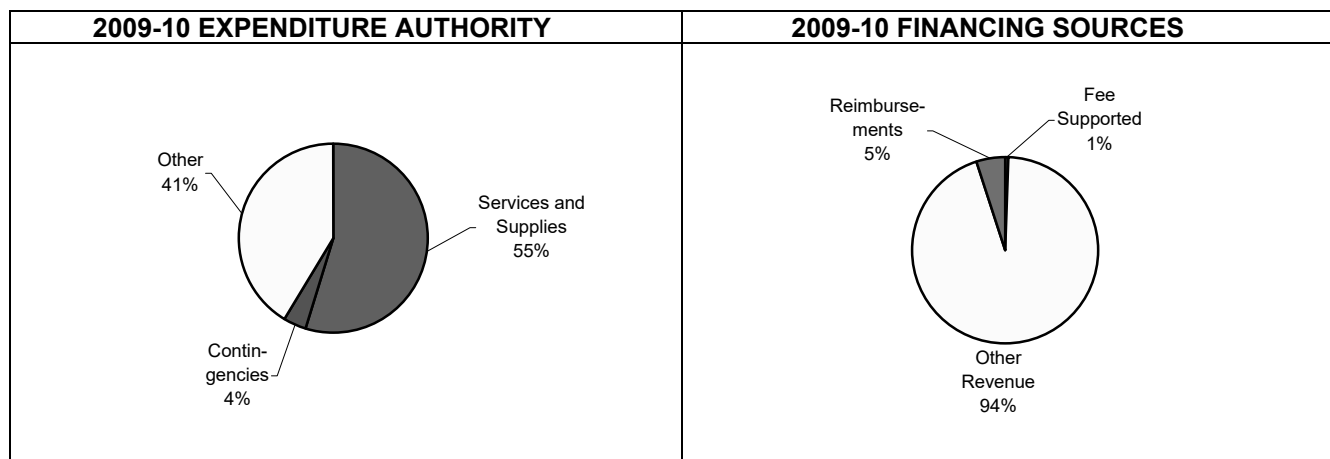 2009-10 EXPENDITURE AUTHORITY
2009-10 FINANCING SOURCES
Other
41%
Services and
Supplies
55%
Contin-
gencies
4%
Reimburse-
ments
5%
Fee
Supported
1%
Other
Revenue
94%